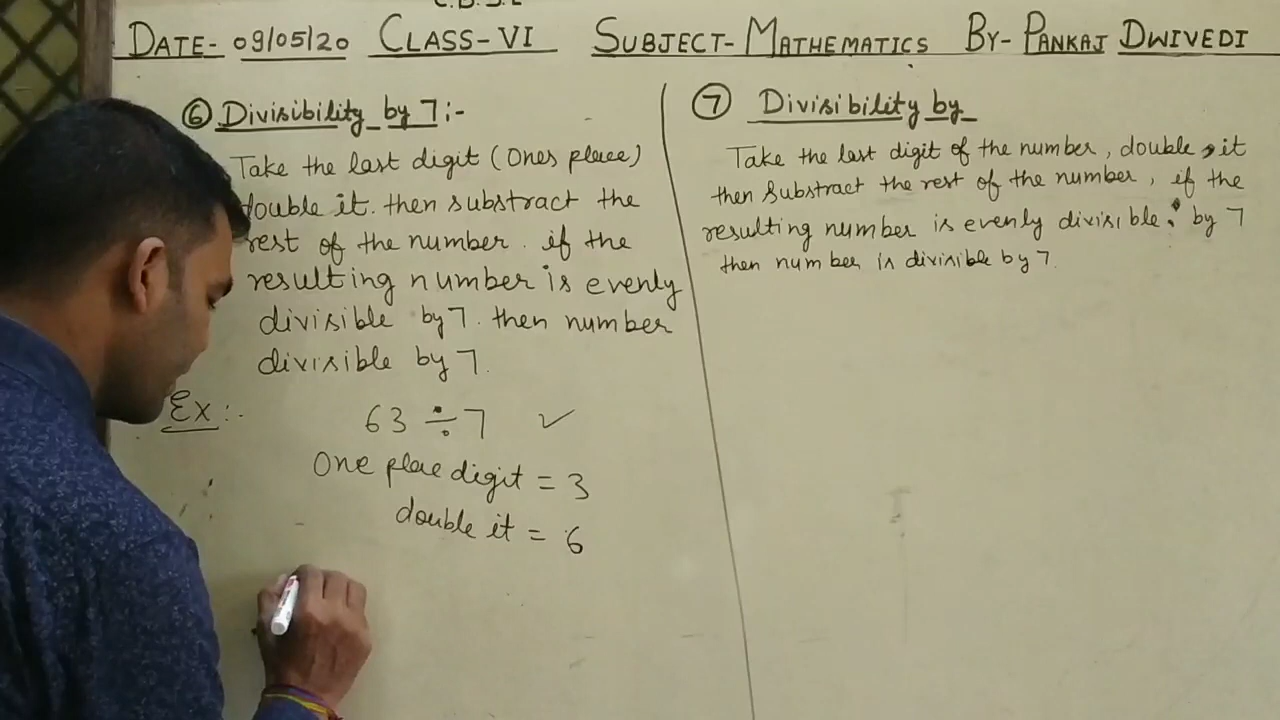 C.B.S.E
DATE- 09/05/20 CLASS-VI SUBJECT- MATHEMATICS BY- PANKAJ DWIVEDI
⑥ Divisibility by 7:-
Take the last digit (Ones place)
double it. then substract the
rest of the number. if the
resulting number is evenly
divisible by 7. then number
divisible by 7.
Ex:-
63 ÷ 7 ✓
One plae digit = 3
double it = 6
⑦ Divisibility by
Take the last digit of the number, double it
then substract the rest of the number, if the
resulting number is evenly divisible by 7
then number is divisible by 7.